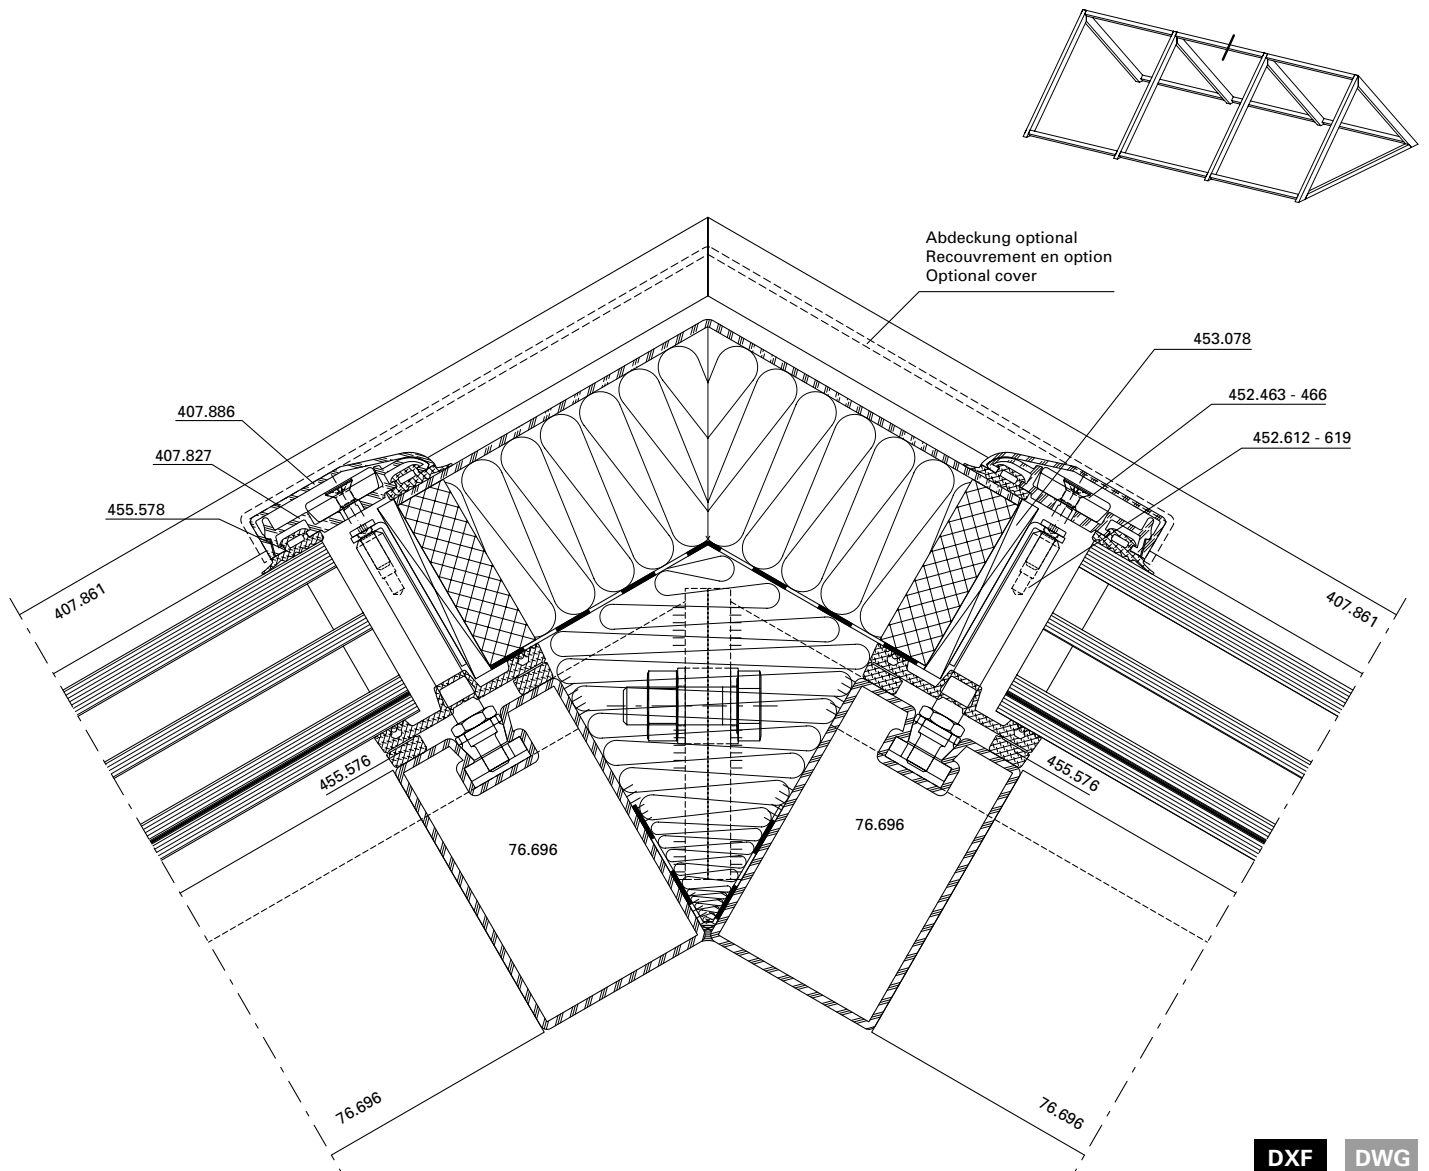 Abdeckung optional
Recouvrement en option
Optional cover
453.078
452.463 - 466
452.612 - 619
407.886
407.827
455.578
407.861
407.861
455.576
455.576
76.696
76.696
76.696
76.696
DXF DWG